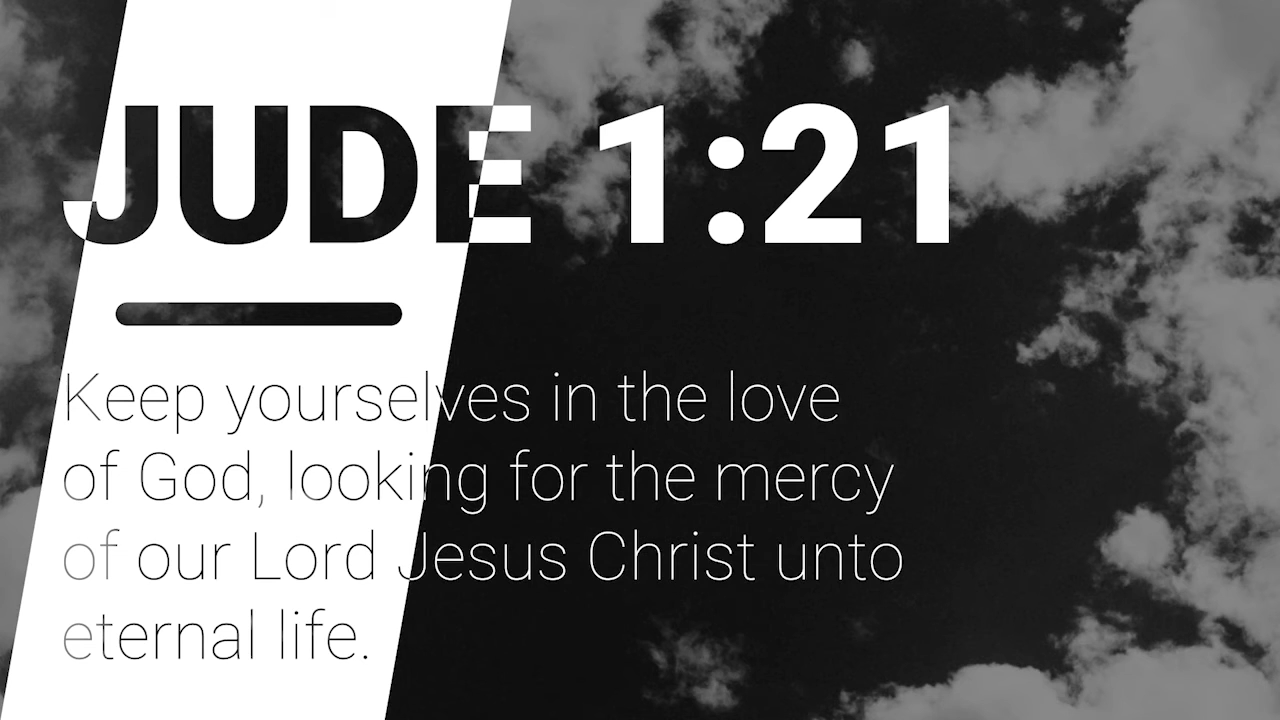 JUDE 1:21
Keep yourselves in the love
of God, looking for the mercy
of our Lord Jesus Christ unto
eternal life.